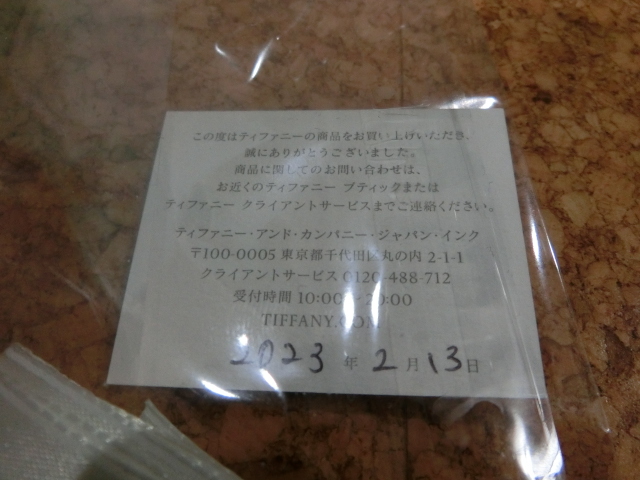 この度はティファニーの商品をお買い上げいただき、
誠にありがとうございました。
商品に関してのお問い合わせは、
お近くのティファニー ブティックまたは
ティファニー クライアントサービスまでご連絡ください。
ティファニー・アンド・カンパニー・ジャパン・インク
〒100-0005 東京都千代田区丸の内 2-1-1
クライアントサービス 0120-488-712
受付時間 10:00 - 20:00
TIFFANY.COM
2023 年 2 月 13 日